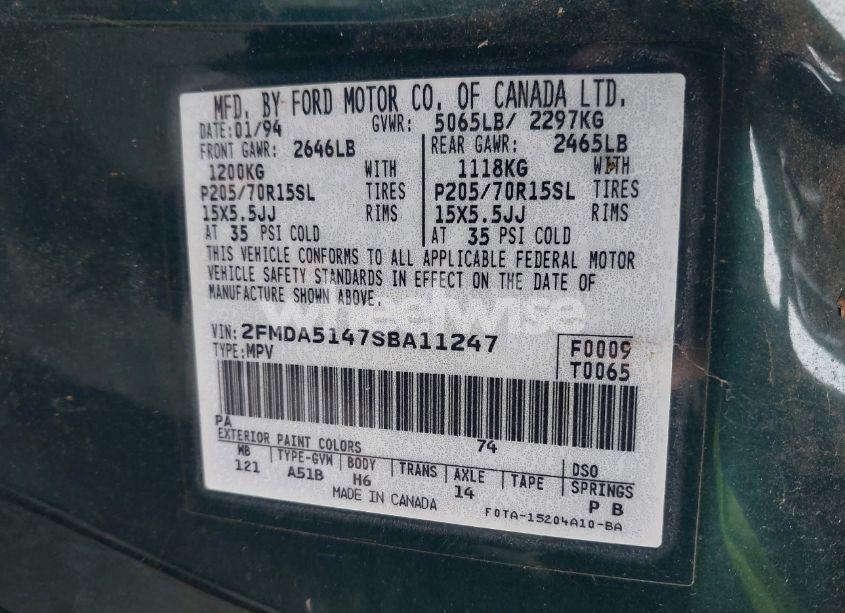 MFD. BY FORD MOTOR CO. OF CANADA LTD.
DATE: 01/94 GVWR: 5065LB/ 2297KG
FRONT GAWR: 2646LB REAR GAWR: 2465LB
1200KG WITH 1118KG WITH
P205/70R15SL TIRES P205/70R15SL TIRES
15X5.5JJ RIMS 15X5.5JJ RIMS
AT 35 PSI COLD AT 35 PSI COLD
THIS VEHICLE CONFORMS TO ALL APPLICABLE FEDERAL MOTOR
VEHICLE SAFETY STANDARDS IN EFFECT ON THE DATE OF
MANUFACTURE SHOWN ABOVE.
wheelwise
VIN: 2FMDA5147SBA11247 F0009
TYPE: MPV T0065
PA 74
EXTERIOR PAINT COLORS
WB TYPE-GVW BODY TRANS AXLE TAPE DSO
121 A51B H6 14 SPRINGS
P B
MADE IN CANADA F0TA-15204A10-BA